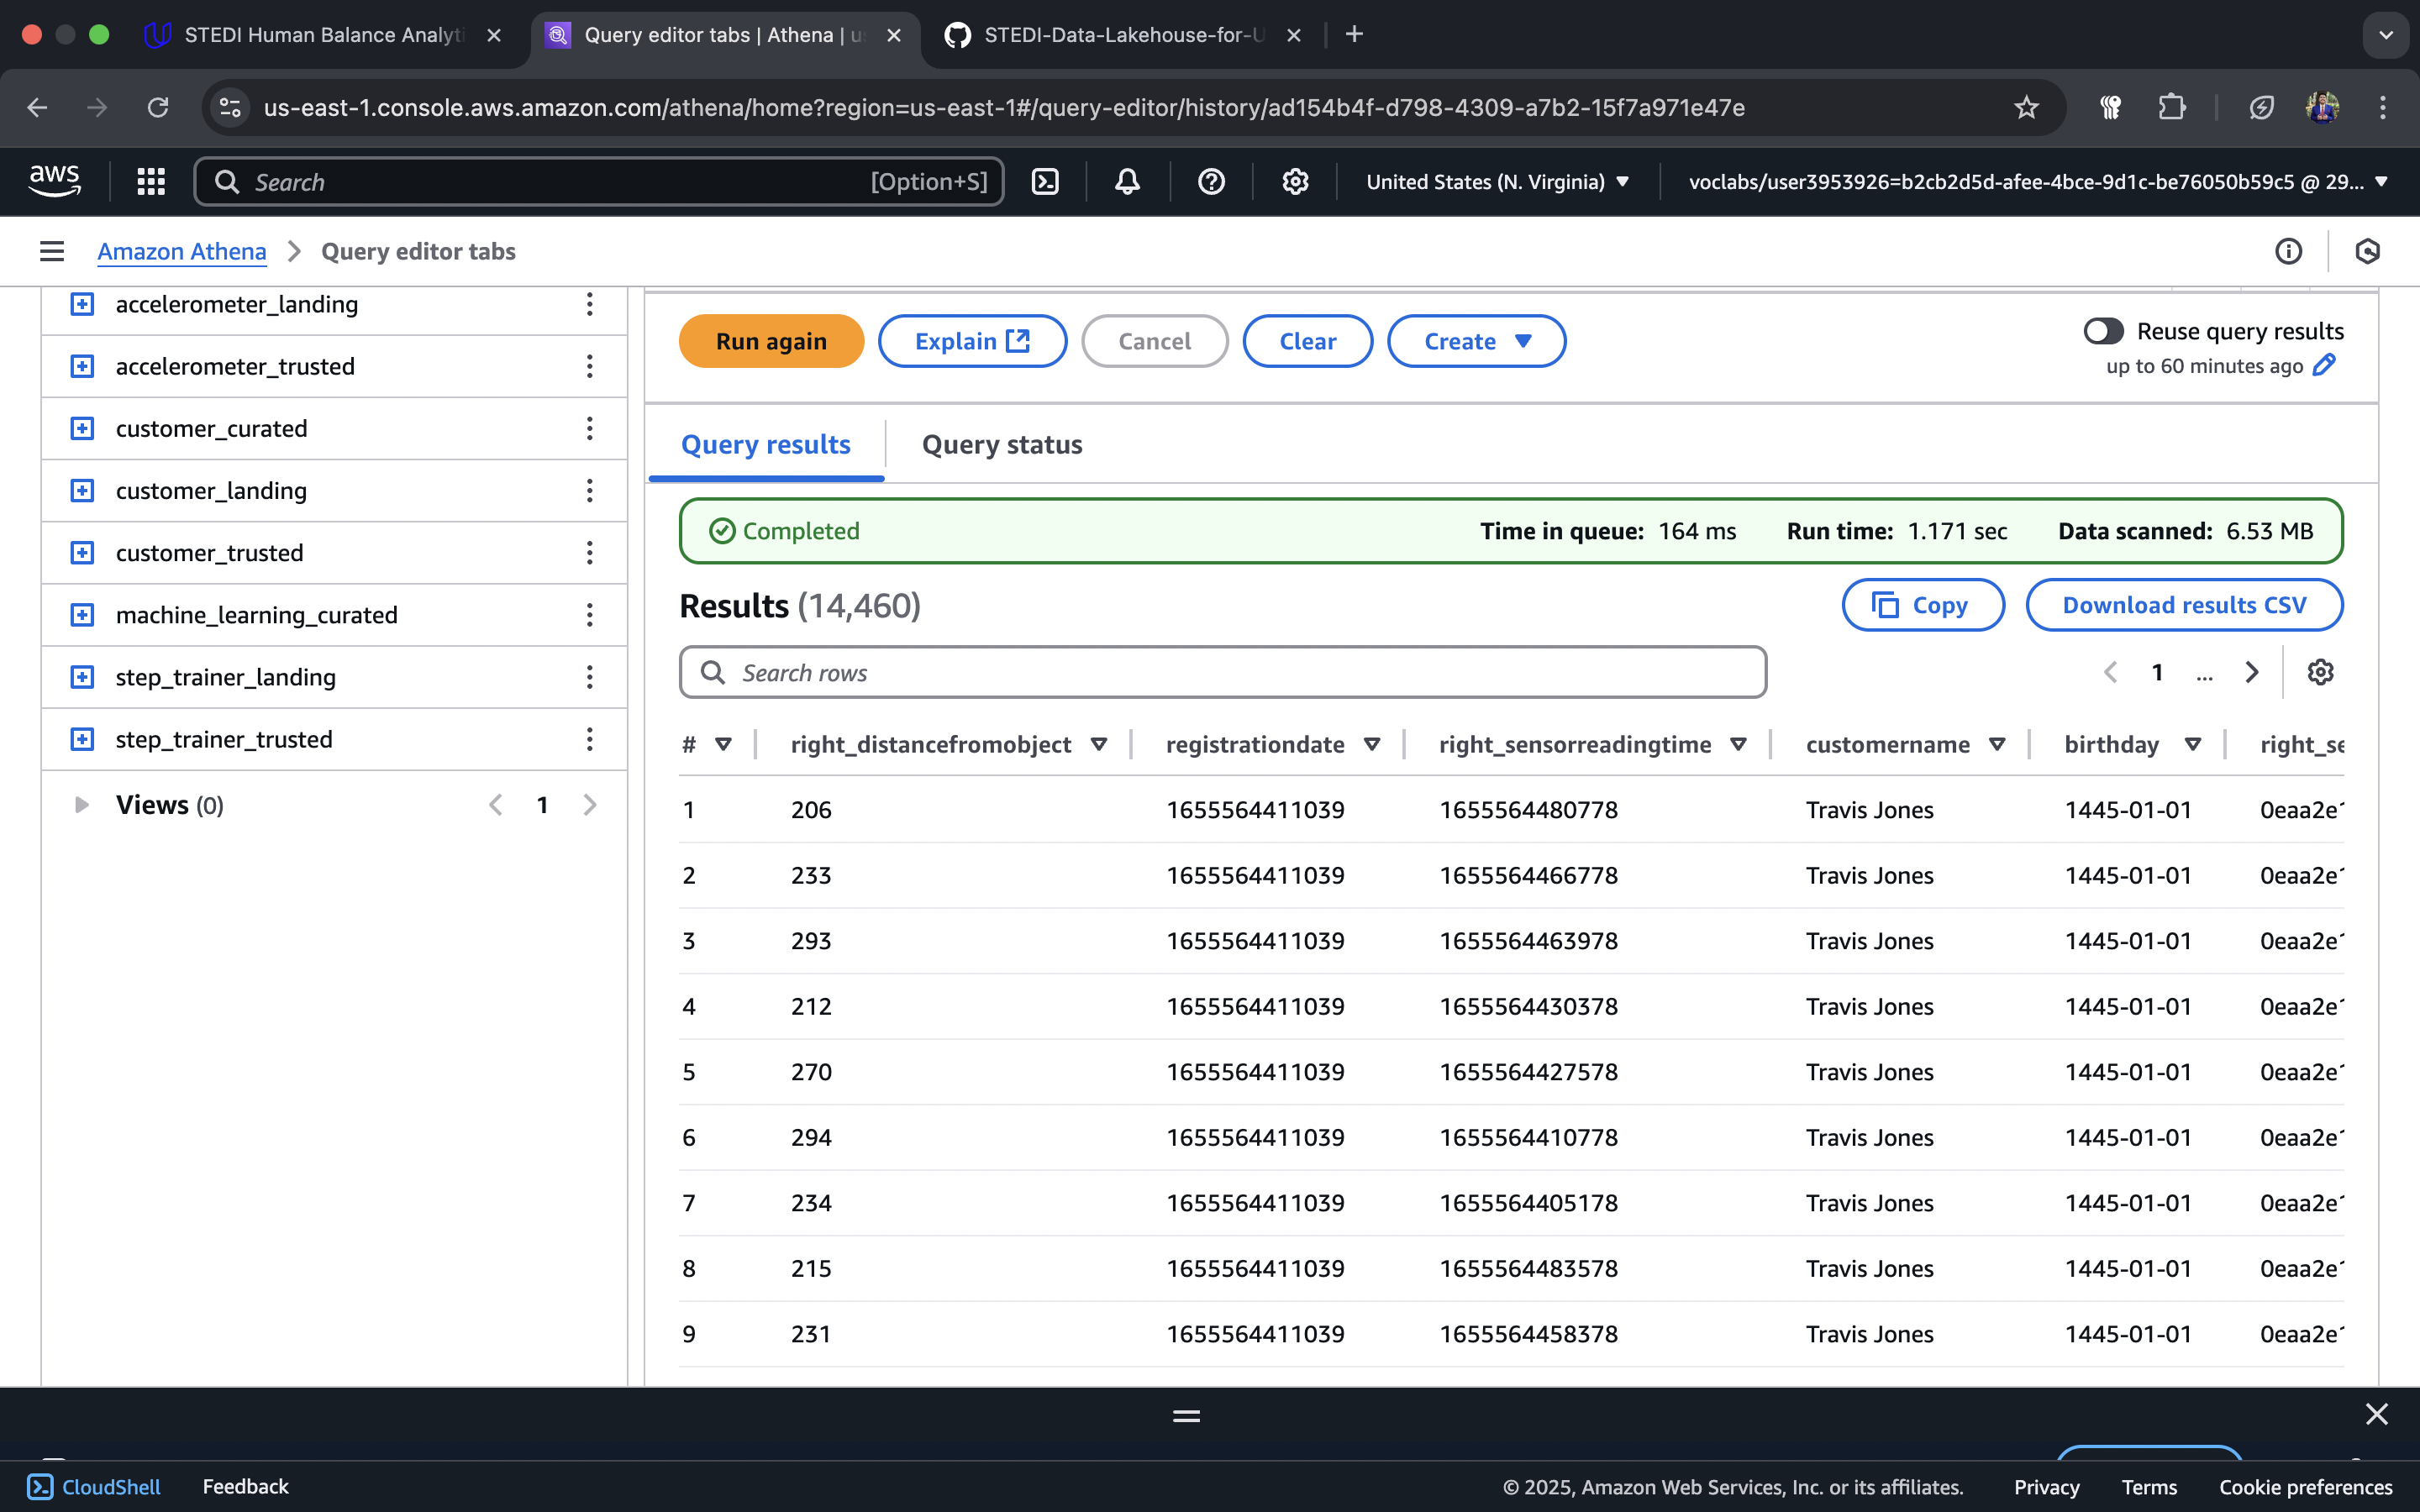 STEDI Human Balance Analyti
Query editor tabs | Athena | us
STEDI-Data-Lakehouse-for-U
us-east-1.console.aws.amazon.com/athena/home?region=us-east-1#/query-editor/history/ad154b4f-d798-4309-a7b2-15f7a971e47e
aws
Search [Option+S]
United States (N. Virginia)
voclabs/user3953926=b2cb2d5d-afee-4bce-9d1c-be76050b59c5 @ 29...
Amazon Athena > Query editor tabs
accelerometer_landing
accelerometer_trusted
customer_curated
customer_landing
customer_trusted
machine_learning_curated
step_trainer_landing
step_trainer_trusted
Views (0) 1
Run again Explain Cancel Clear Create
Reuse query results
up to 60 minutes ago
Query results Query status
Completed Time in queue: 164 ms Run time: 1.171 sec Data scanned: 6.53 MB
Results (14,460) Copy Download results CSV
Search rows 1 ...
# right_distancefromobject registrationdate right_sensorreadingtime customername birthday right_se
1 206 1655564411039 1655564480778 Travis Jones 1445-01-01 0eaa2e1
2 233 1655564411039 1655564466778 Travis Jones 1445-01-01 0eaa2e1
3 293 1655564411039 1655564463978 Travis Jones 1445-01-01 0eaa2e1
4 212 1655564411039 1655564430378 Travis Jones 1445-01-01 0eaa2e1
5 270 1655564411039 1655564427578 Travis Jones 1445-01-01 0eaa2e1
6 294 1655564411039 1655564410778 Travis Jones 1445-01-01 0eaa2e1
7 234 1655564411039 1655564405178 Travis Jones 1445-01-01 0eaa2e1
8 215 1655564411039 1655564483578 Travis Jones 1445-01-01 0eaa2e1
9 231 1655564411039 1655564458378 Travis Jones 1445-01-01 0eaa2e1
CloudShell Feedback
© 2025, Amazon Web Services, Inc. or its affiliates. Privacy Terms Cookie preferences